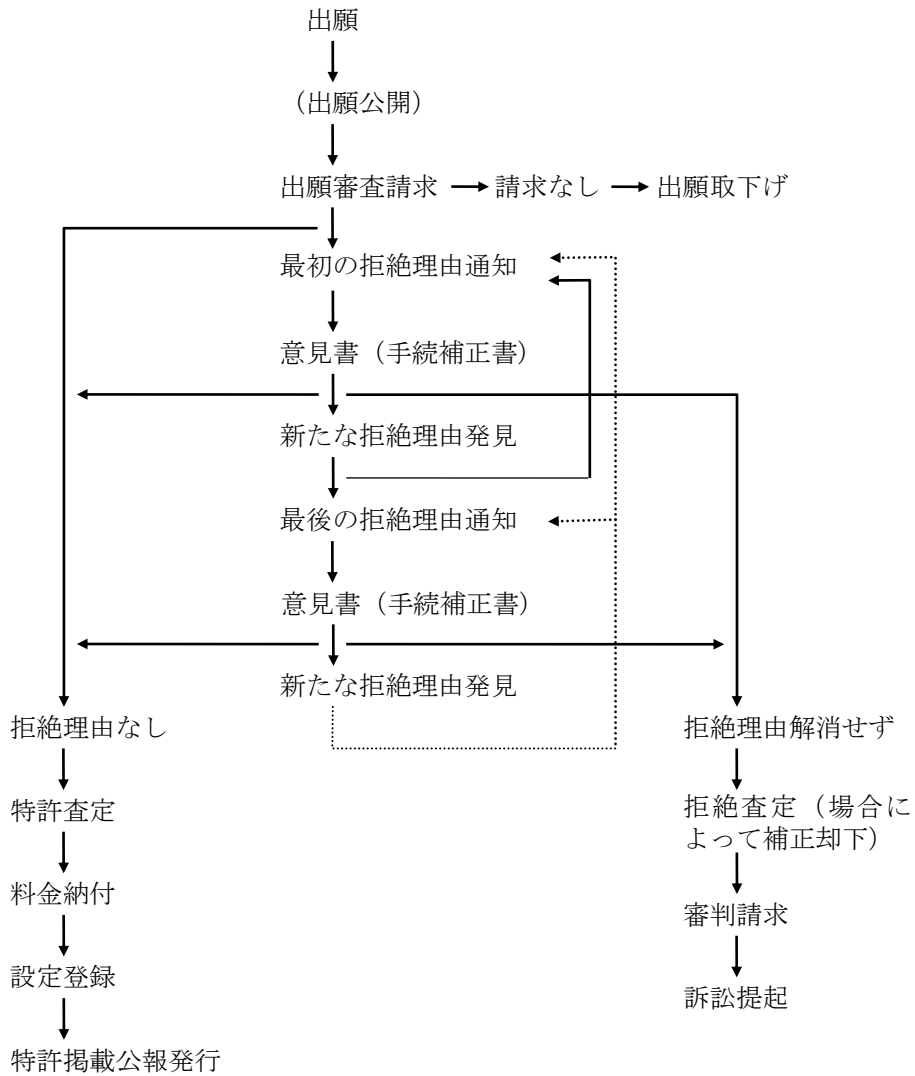 出願
（出願公開）
出願審査請求
請求なし
出願取下げ
最初の拒絶理由通知
意見書（手続補正書）
新たな拒絶理由発見
最後の拒絶理由通知
意見書（手続補正書）
新たな拒絶理由発見
拒絶理由なし
特許査定
料金納付
設定登録
特許掲載公報発行
拒絶理由解消せず
拒絶査定（場合に
よって補正却下）
審判請求
訴訟提起